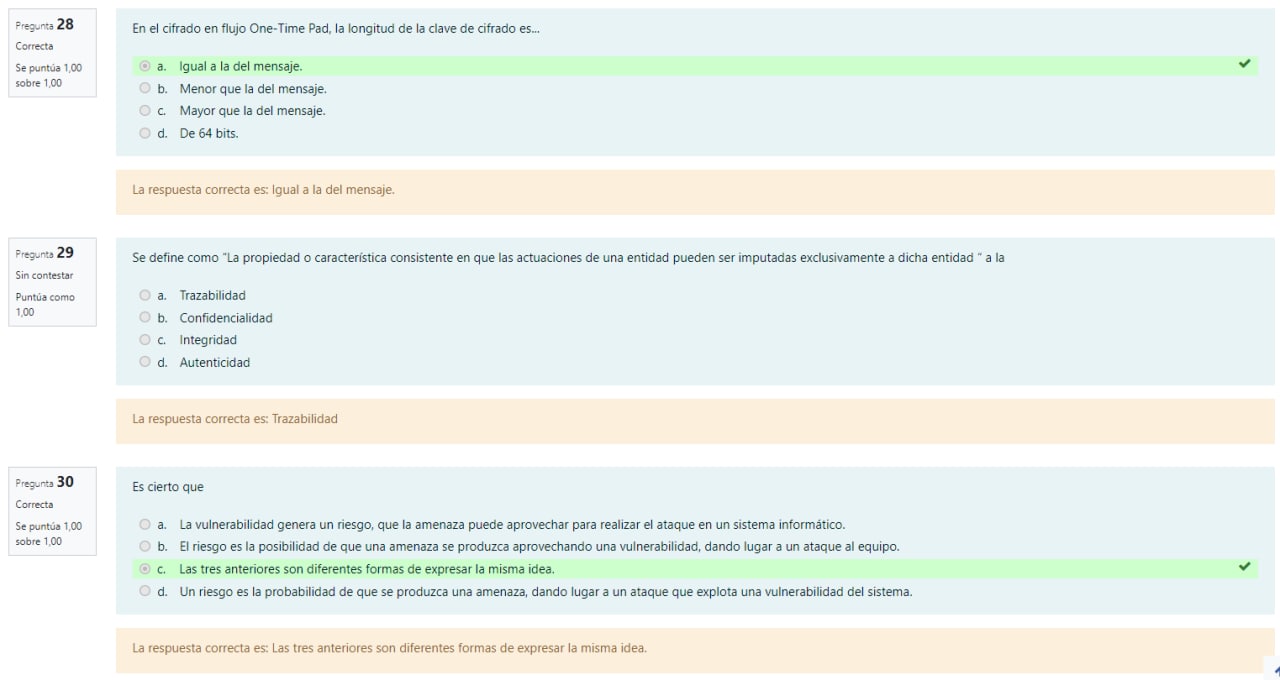 Pregunta 28
Correcta
Se puntúa 1,00
sobre 1,00
En el cifrado en flujo One-Time Pad, la longitud de la clave de cifrado es...
a. Igual a la del mensaje.
b. Menor que la del mensaje.
c. Mayor que la del mensaje.
d. De 64 bits.
La respuesta correcta es: Igual a la del mensaje.
Pregunta 29
Sin contestar
Puntúa como
1,00
Se define como “La propiedad o característica consistente en que las actuaciones de una entidad pueden ser imputadas exclusivamente a dicha entidad “ a la
a. Trazabilidad
b. Confidencialidad
c. Integridad
d. Autenticidad
La respuesta correcta es: Trazabilidad
Pregunta 30
Correcta
Se puntúa 1,00
sobre 1,00
Es cierto que
a. La vulnerabilidad genera un riesgo, que la amenaza puede aprovechar para realizar el ataque en un sistema informático.
b. El riesgo es la posibilidad de que una amenaza se produzca aprovechando una vulnerabilidad, dando lugar a un ataque al equipo.
c. Las tres anteriores son diferentes formas de expresar la misma idea.
d. Un riesgo es la probabilidad de que se produzca una amenaza, dando lugar a un ataque que explota una vulnerabilidad del sistema.
La respuesta correcta es: Las tres anteriores son diferentes formas de expresar la misma idea.